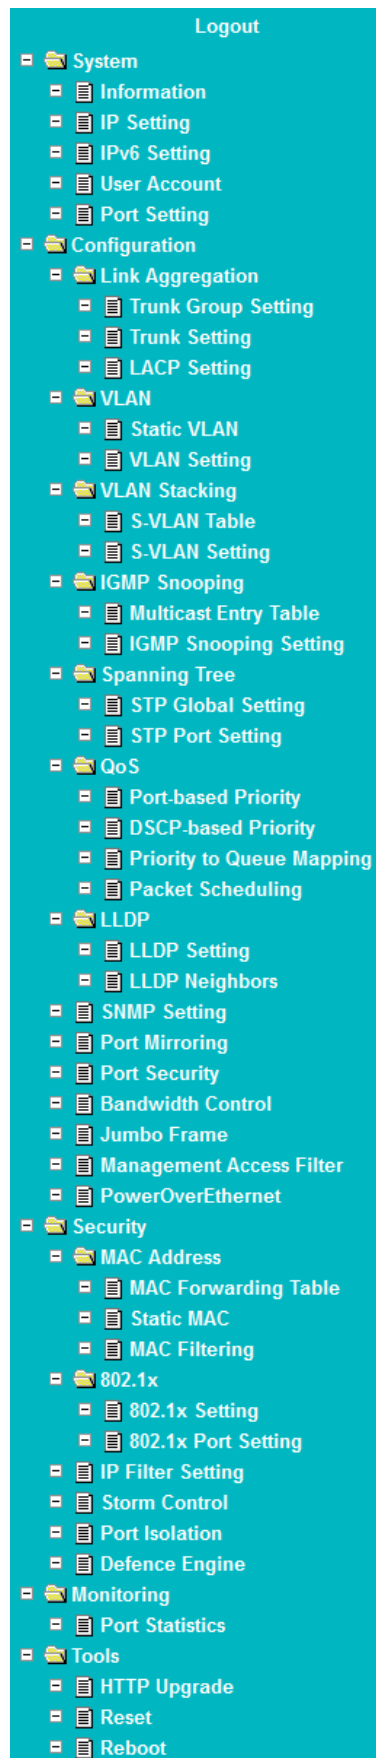 Logout
System
Information
IP Setting
IPv6 Setting
User Account
Port Setting
Configuration
Link Aggregation
Trunk Group Setting
Trunk Setting
LACP Setting
VLAN
Static VLAN
VLAN Setting
VLAN Stacking
S-VLAN Table
S-VLAN Setting
IGMP Snooping
Multicast Entry Table
IGMP Snooping Setting
Spanning Tree
STP Global Setting
STP Port Setting
QoS
Port-based Priority
DSCP-based Priority
Priority to Queue Mapping
Packet Scheduling
LLDP
LLDP Setting
LLDP Neighbors
SNMP Setting
Port Mirroring
Port Security
Bandwidth Control
Jumbo Frame
Management Access Filter
PowerOverEthernet
Security
MAC Address
MAC Forwarding Table
Static MAC
MAC Filtering
802.1x
802.1x Setting
802.1x Port Setting
IP Filter Setting
Storm Control
Port Isolation
Defence Engine
Monitoring
Port Statistics
Tools
HTTP Upgrade
Reset
Reboot